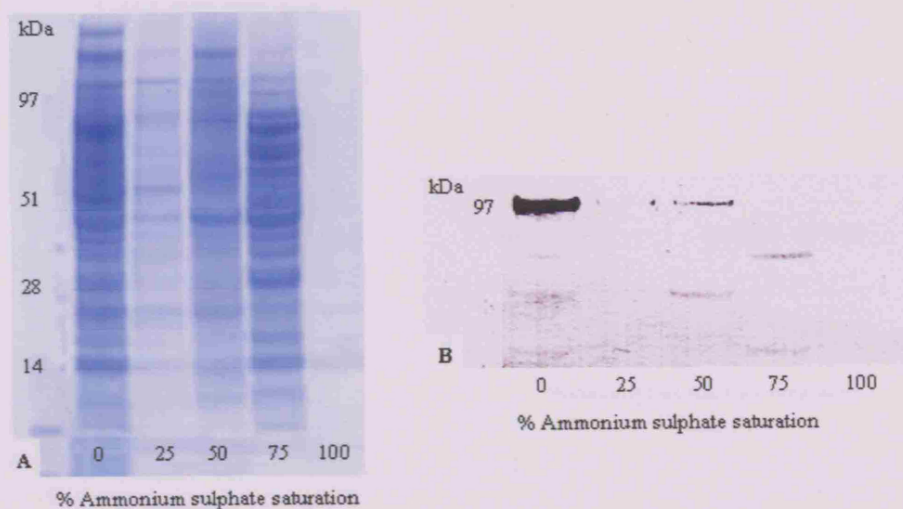 kDa
97
51
28
14
A 0 25 50 75 100
% Ammonium sulphate saturation
kDa
97
B
0 25 50 75 100
% Ammonium sulphate saturation